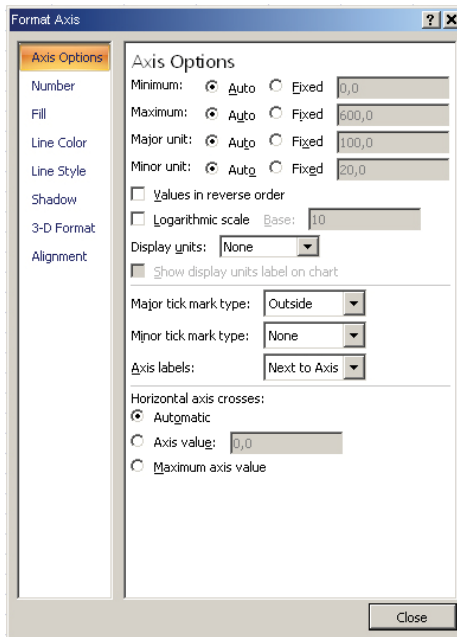 Format Axis
Axis Options
Number
Fill
Line Color
Line Style
Shadow
3-D Format
Alignment
Axis Options
Minimum: Auto Fixed 0,0
Maximum: Auto Fixed 600,0
Major unit: Auto Fixed 100,0
Minor unit: Auto Fixed 20,0
Values in reverse order
Logarithmic scale Base: 10
Display units: None
Show display units label on chart
Major tick mark type: Outside
Minor tick mark type: None
Axis labels: Next to Axis
Horizontal axis crosses:
Automatic
Axis value: 0,0
Maximum axis value
Close